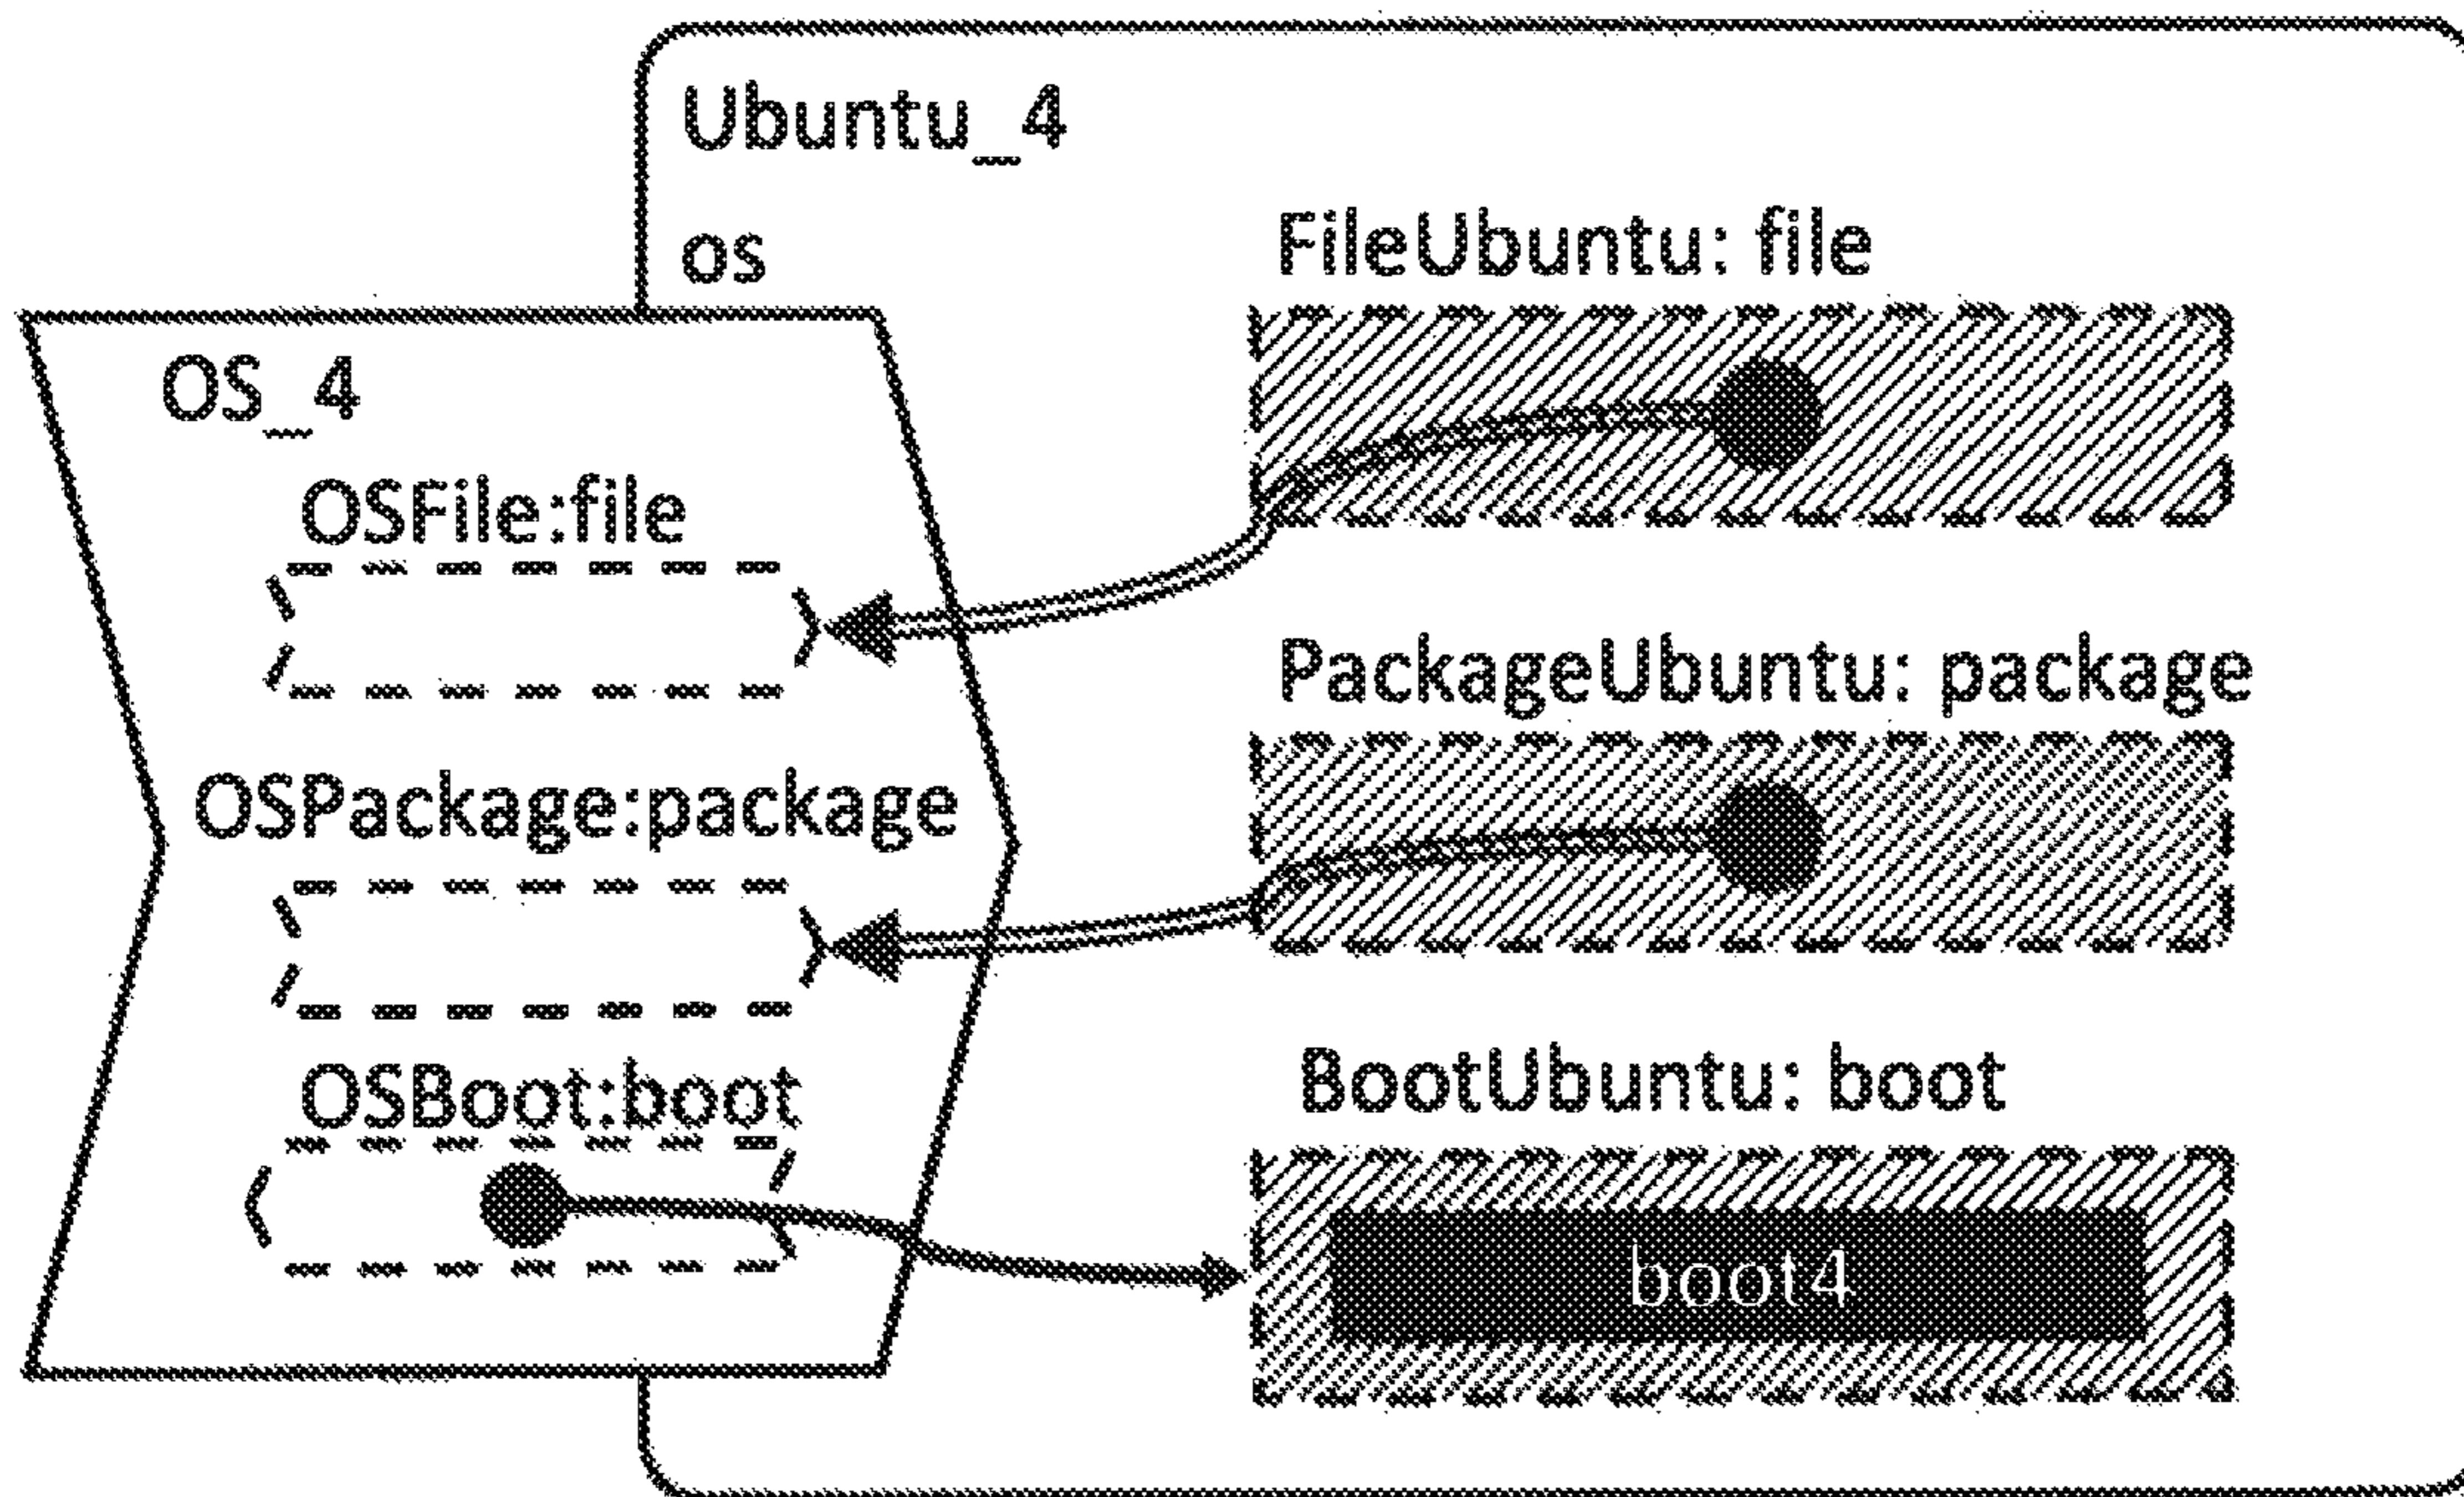 Ubuntu_4
os
FileUbuntu: file
OS_4
OSFile:file
PackageUbuntu: package
OSPackage:package
BootUbuntu: boot
OSBoot:boot
boot4